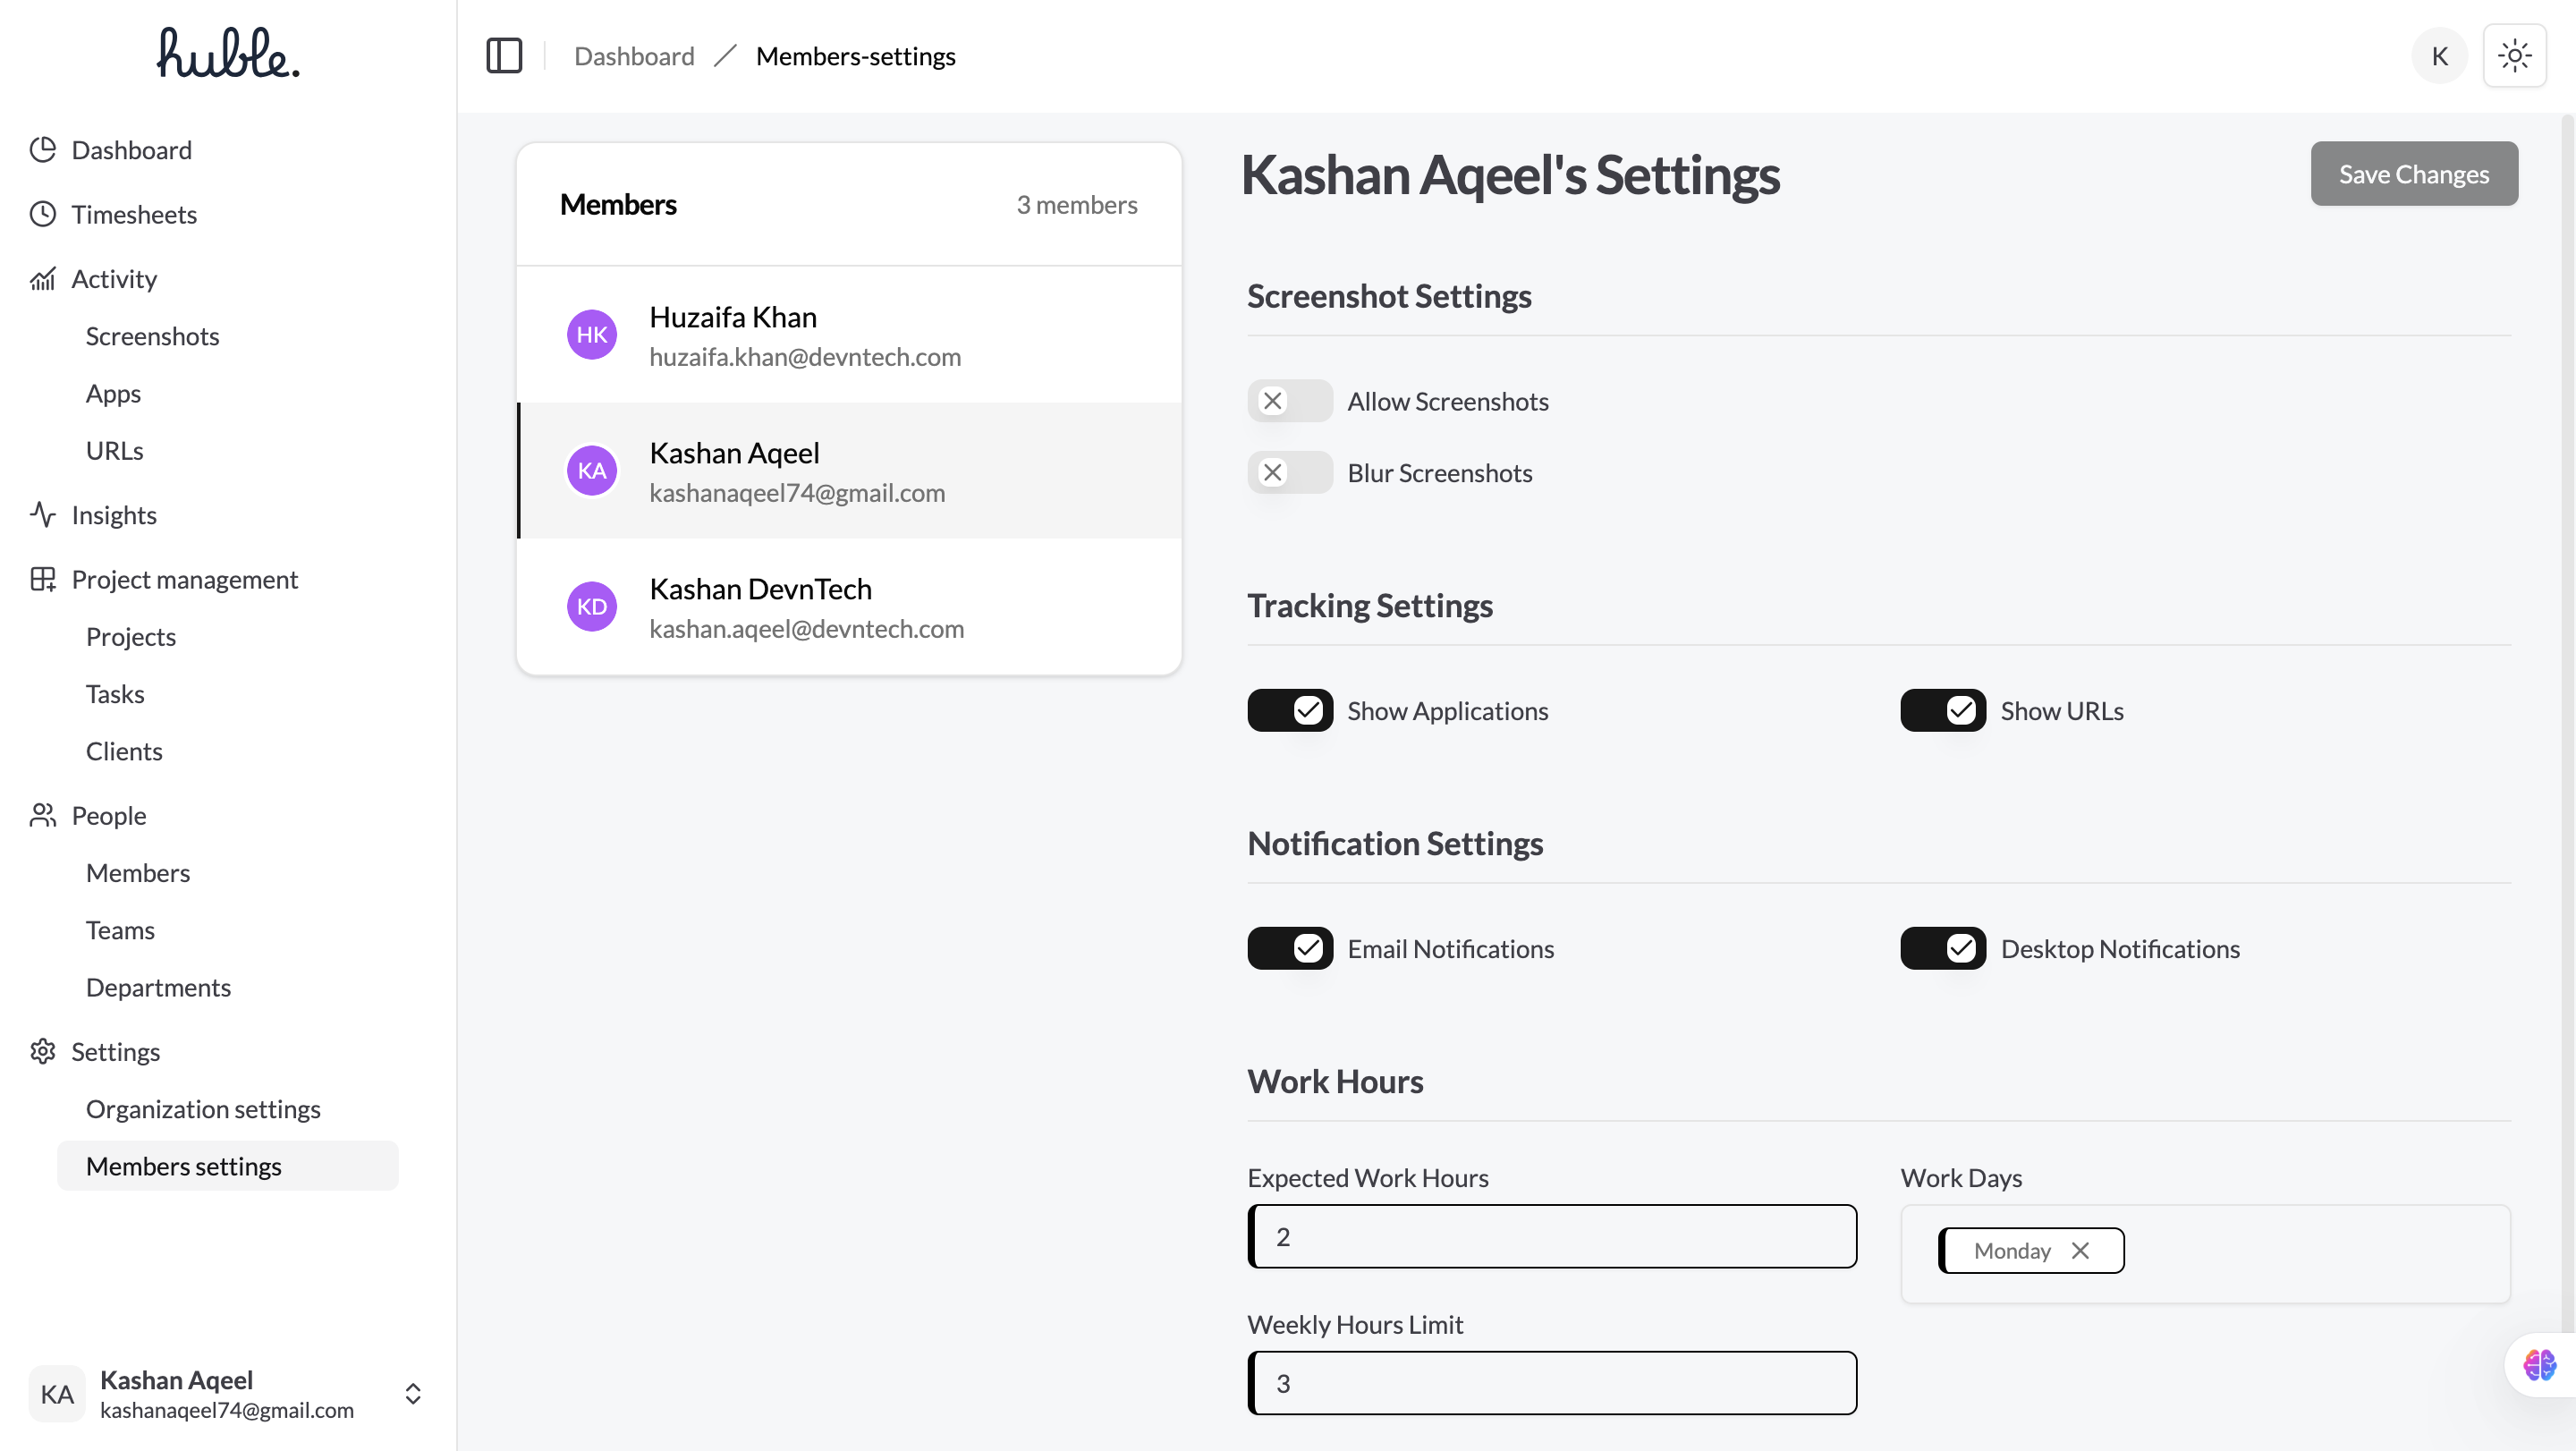 huble.
Dashboard
Timesheets
Activity
Screenshots
Apps
URLs
Insights
Project management
Projects
Tasks
Clients
People
Members
Teams
Departments
Settings
Organization settings
Members settings
KA
Kashan Aqeel
kashanaqeel74@gmail.com
Dashboard / Members-settings
K
Members 3 members
HK
Huzaifa Khan
huzaifa.khan@devntech.com
KA
Kashan Aqeel
kashanaqeel74@gmail.com
KD
Kashan DevnTech
kashan.aqeel@devntech.com
Kashan Aqeel's Settings
Save Changes
Screenshot Settings
Allow Screenshots
Blur Screenshots
Tracking Settings
Show Applications Show URLs
Notification Settings
Email Notifications Desktop Notifications
Work Hours
Expected Work Hours
2
Work Days
Monday
Weekly Hours Limit
3